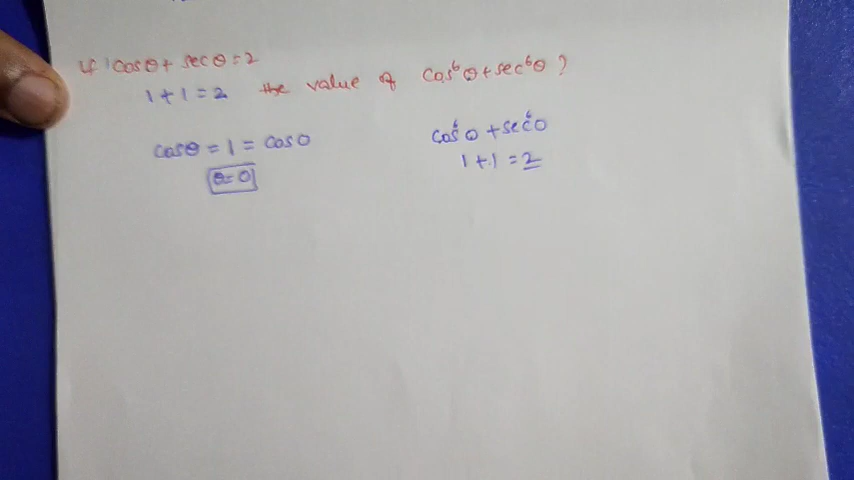 If cosθ + secθ = 2
1 + 1 = 2 the value of cos⁶θ + sec⁶θ ?
cosθ = 1 = cos0
θ = 0
cos⁶0 + sec⁶0
1 + 1 = 2